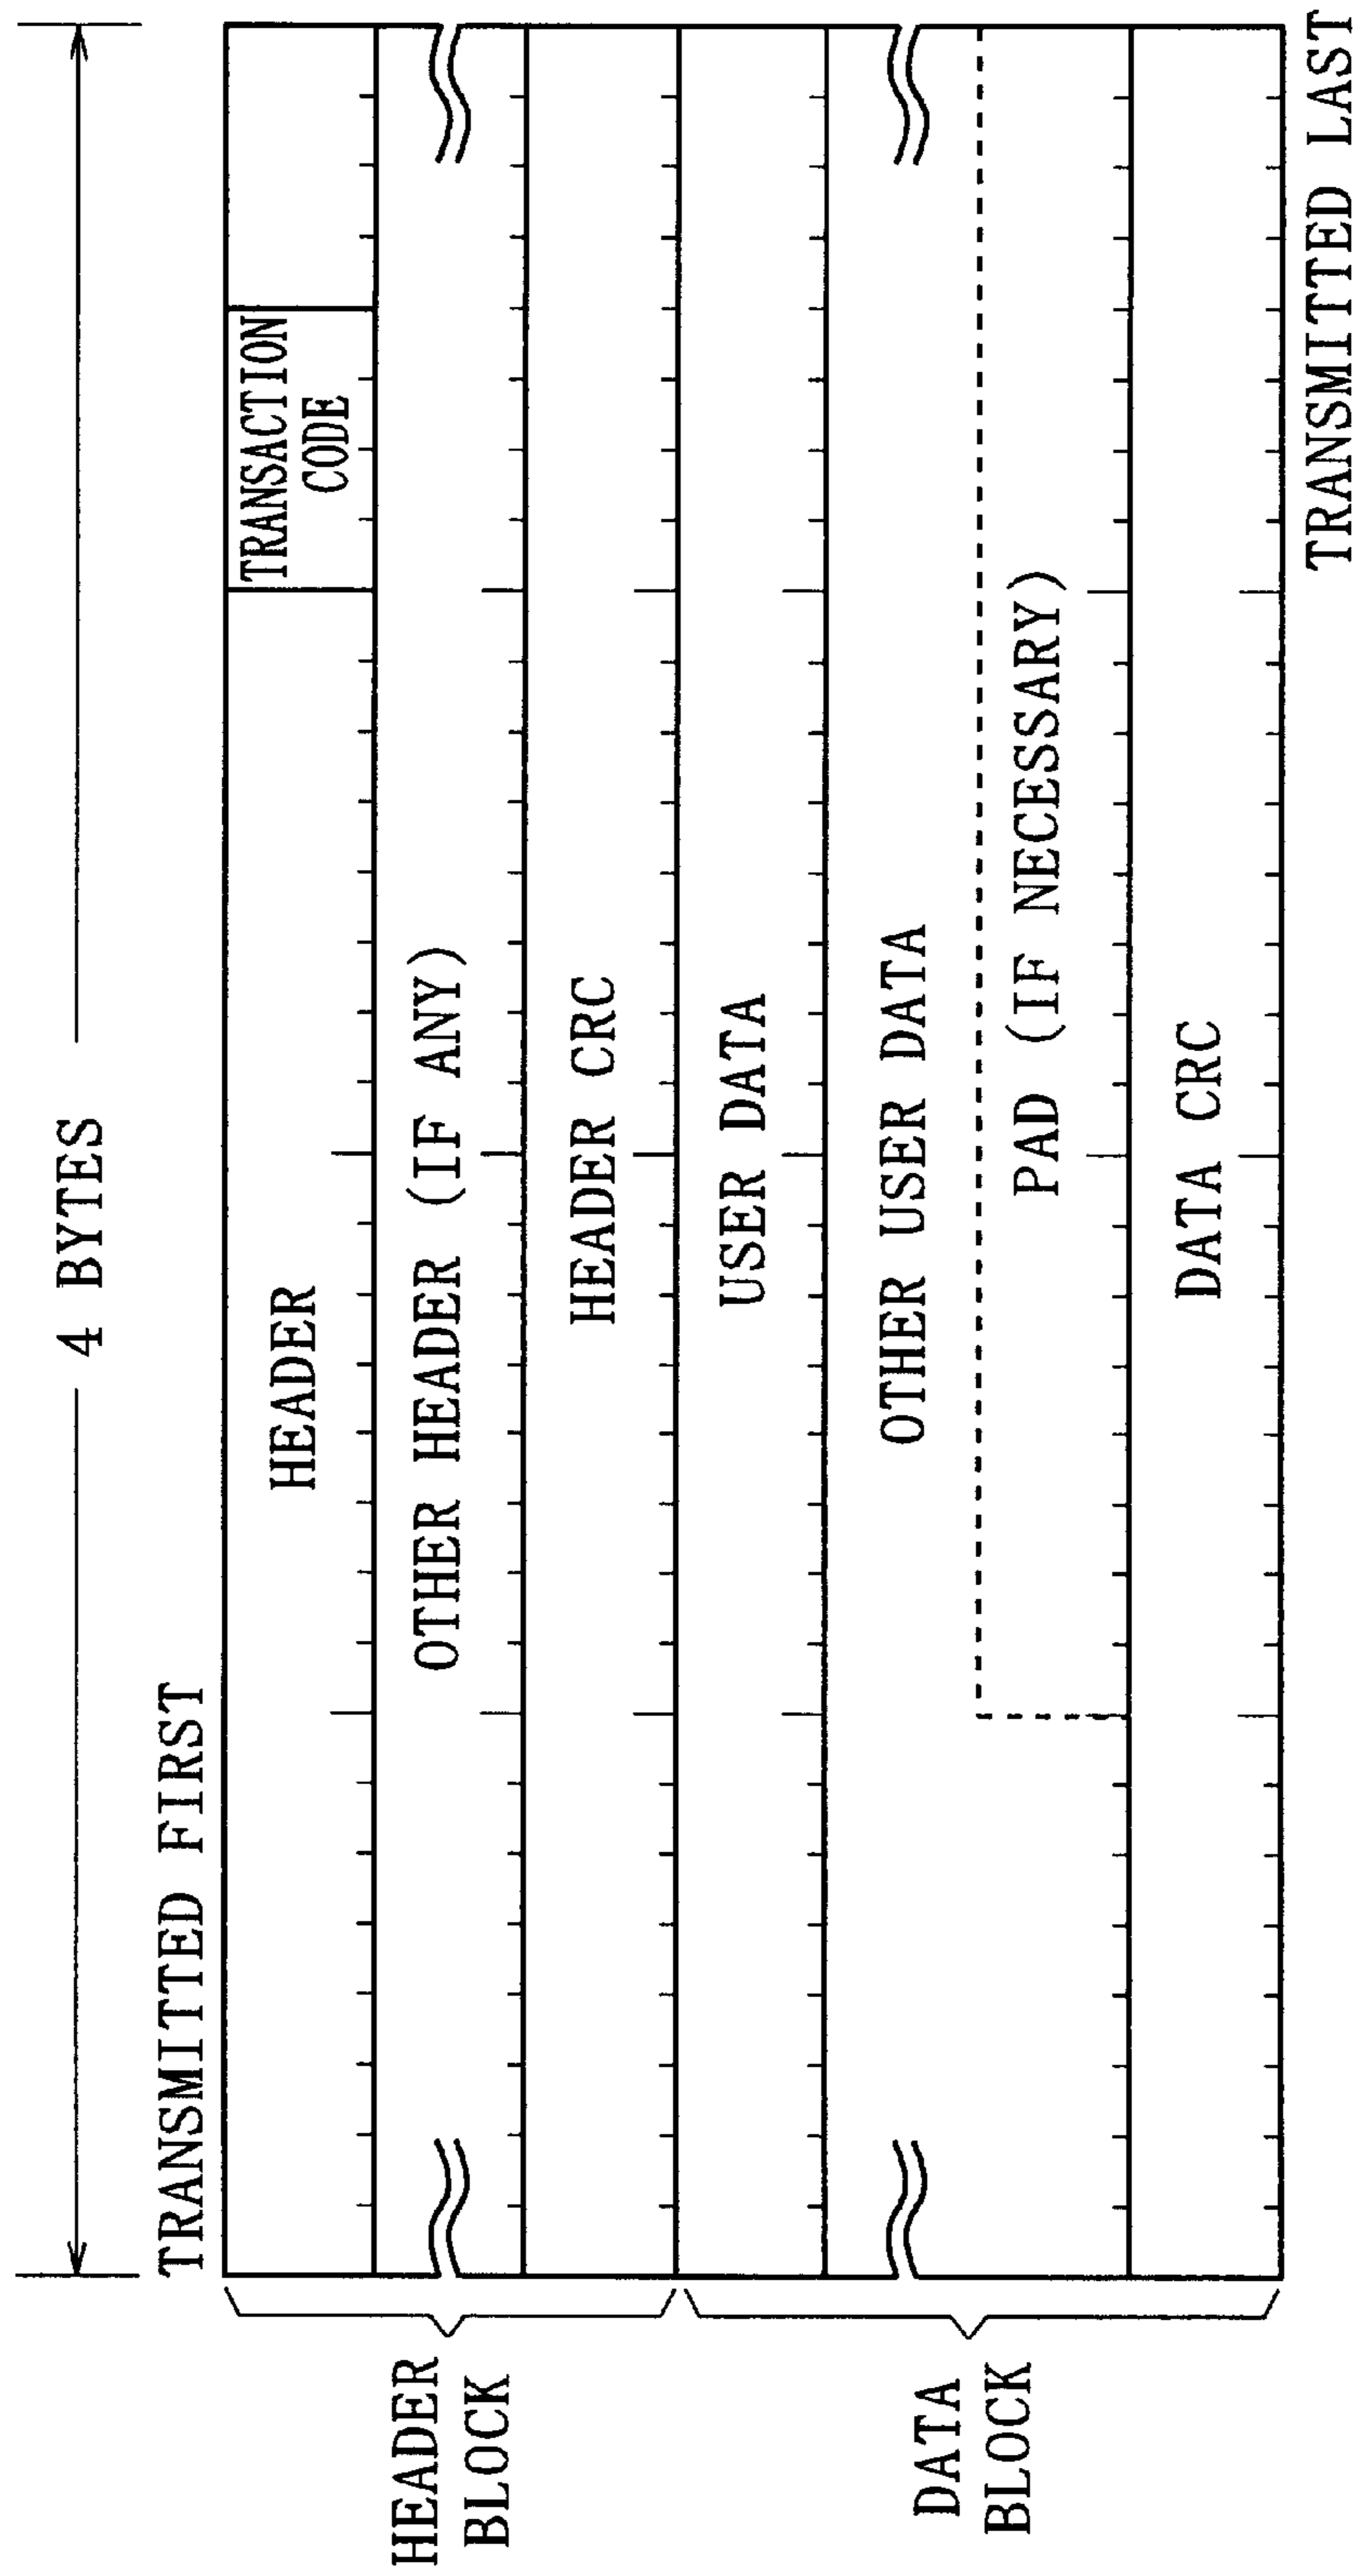 4 BYTES
TRANSMITTED FIRST
HEADER
TRANSACTION
CODE
OTHER HEADER (IF ANY)
HEADER CRC
HEADER
BLOCK
USER DATA
OTHER USER DATA
PAD (IF NECESSARY)
DATA CRC
DATA
BLOCK
TRANSMITTED LAST